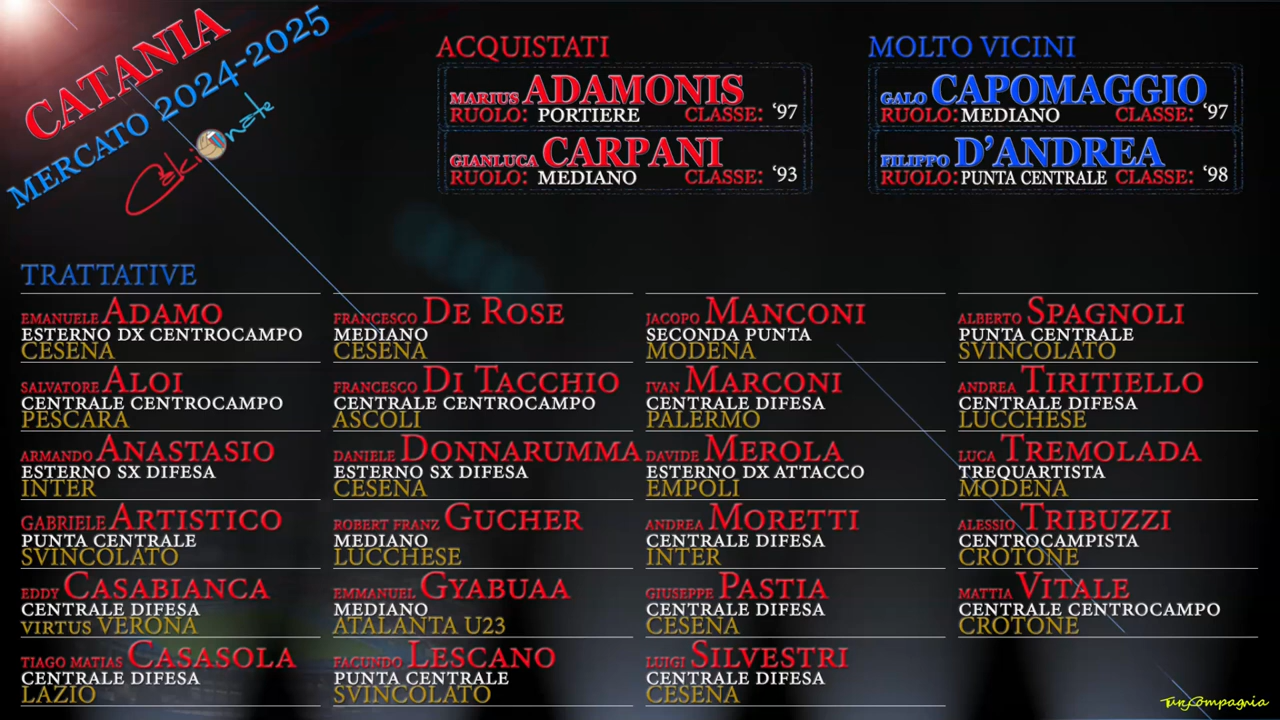 CATANIA
MERCATO 2024-2025
CalciOnate
ACQUISTATI
MARIUS ADAMONIS
RUOLO: PORTIERE CLASSE: '97
GIANLUCA CARPANI
RUOLO: MEDIANO CLASSE: '93
MOLTO VICINI
GALO CAPOMAGGIO
RUOLO: MEDIANO CLASSE: '97
FILIPPO D'ANDREA
RUOLO: PUNTA CENTRALE CLASSE: '98
TRATTATIVE
EMANUELE ADAMO
ESTERNO DX CENTROCAMPO
CESENA
SALVATORE ALOI
CENTRALE CENTROCAMPO
PESCARA
ARMANDO ANASTASIO
ESTERNO SX DIFESA
INTER
GABRIELE ARTISTICO
PUNTA CENTRALE
SVINCOLATO
EDDY CASABIANCA
CENTRALE DIFESA
VIRTUS VERONA
TIAGO MATIAS CASASOLA
CENTRALE DIFESA
LAZIO
FRANCESCO DE ROSE
MEDIANO
CESENA
FRANCESCO DI TACCHIO
CENTRALE CENTROCAMPO
ASCOLI
DANIELE DONNARUMMA
ESTERNO SX DIFESA
CESENA
ROBERT FRANZ GUCHER
MEDIANO
LUCCHESE
EMMANUEL GYABUAA
MEDIANO
ATALANTA U23
FACUNDO LESCANO
PUNTA CENTRALE
SVINCOLATO
JACOPO MANCONI
SECONDA PUNTA
MODENA
IVAN MARCONI
CENTRALE DIFESA
PALERMO
DAVIDE MEROLA
ESTERNO DX ATTACCO
EMPOLI
ANDREA MORETTI
CENTRALE DIFESA
INTER
GIUSEPPE PASTIA
CENTRALE DIFESA
CESENA
LUIGI SILVESTRI
CENTRALE DIFESA
CESENA
ALBERTO SPAGNOLI
PUNTA CENTRALE
SVINCOLATO
ANDREA TIRITIELLO
CENTRALE DIFESA
LUCCHESE
LUCA TREMOLADA
TREQUARTISTA
MODENA
ALESSIO TRIBUZZI
CENTROCAMPISTA
CROTONE
MATTIA VITALE
CENTRALE CENTROCAMPO
CROTONE